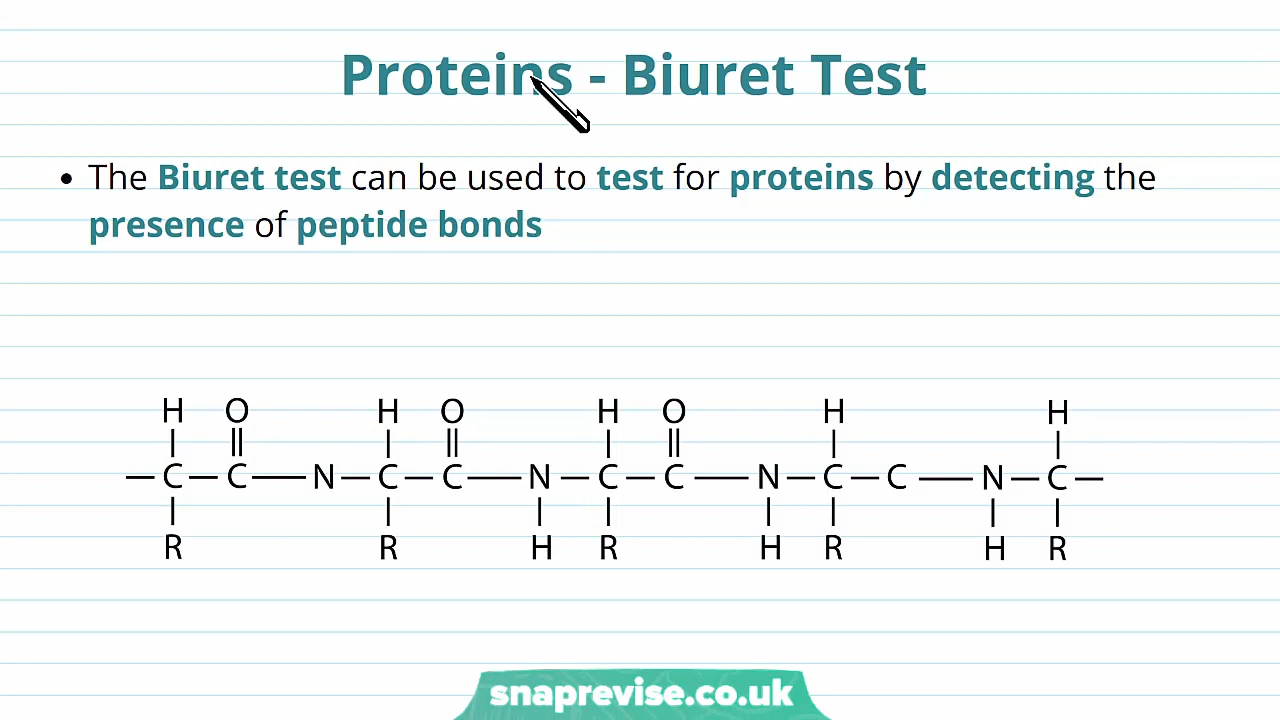 Proteins - Biuret Test
• The Biuret test can be used to test for proteins by detecting the
presence of peptide bonds
H O H O H O H H
C C N C C N C C N C C N C
R R H R H R H R
snaprevise.co.uk